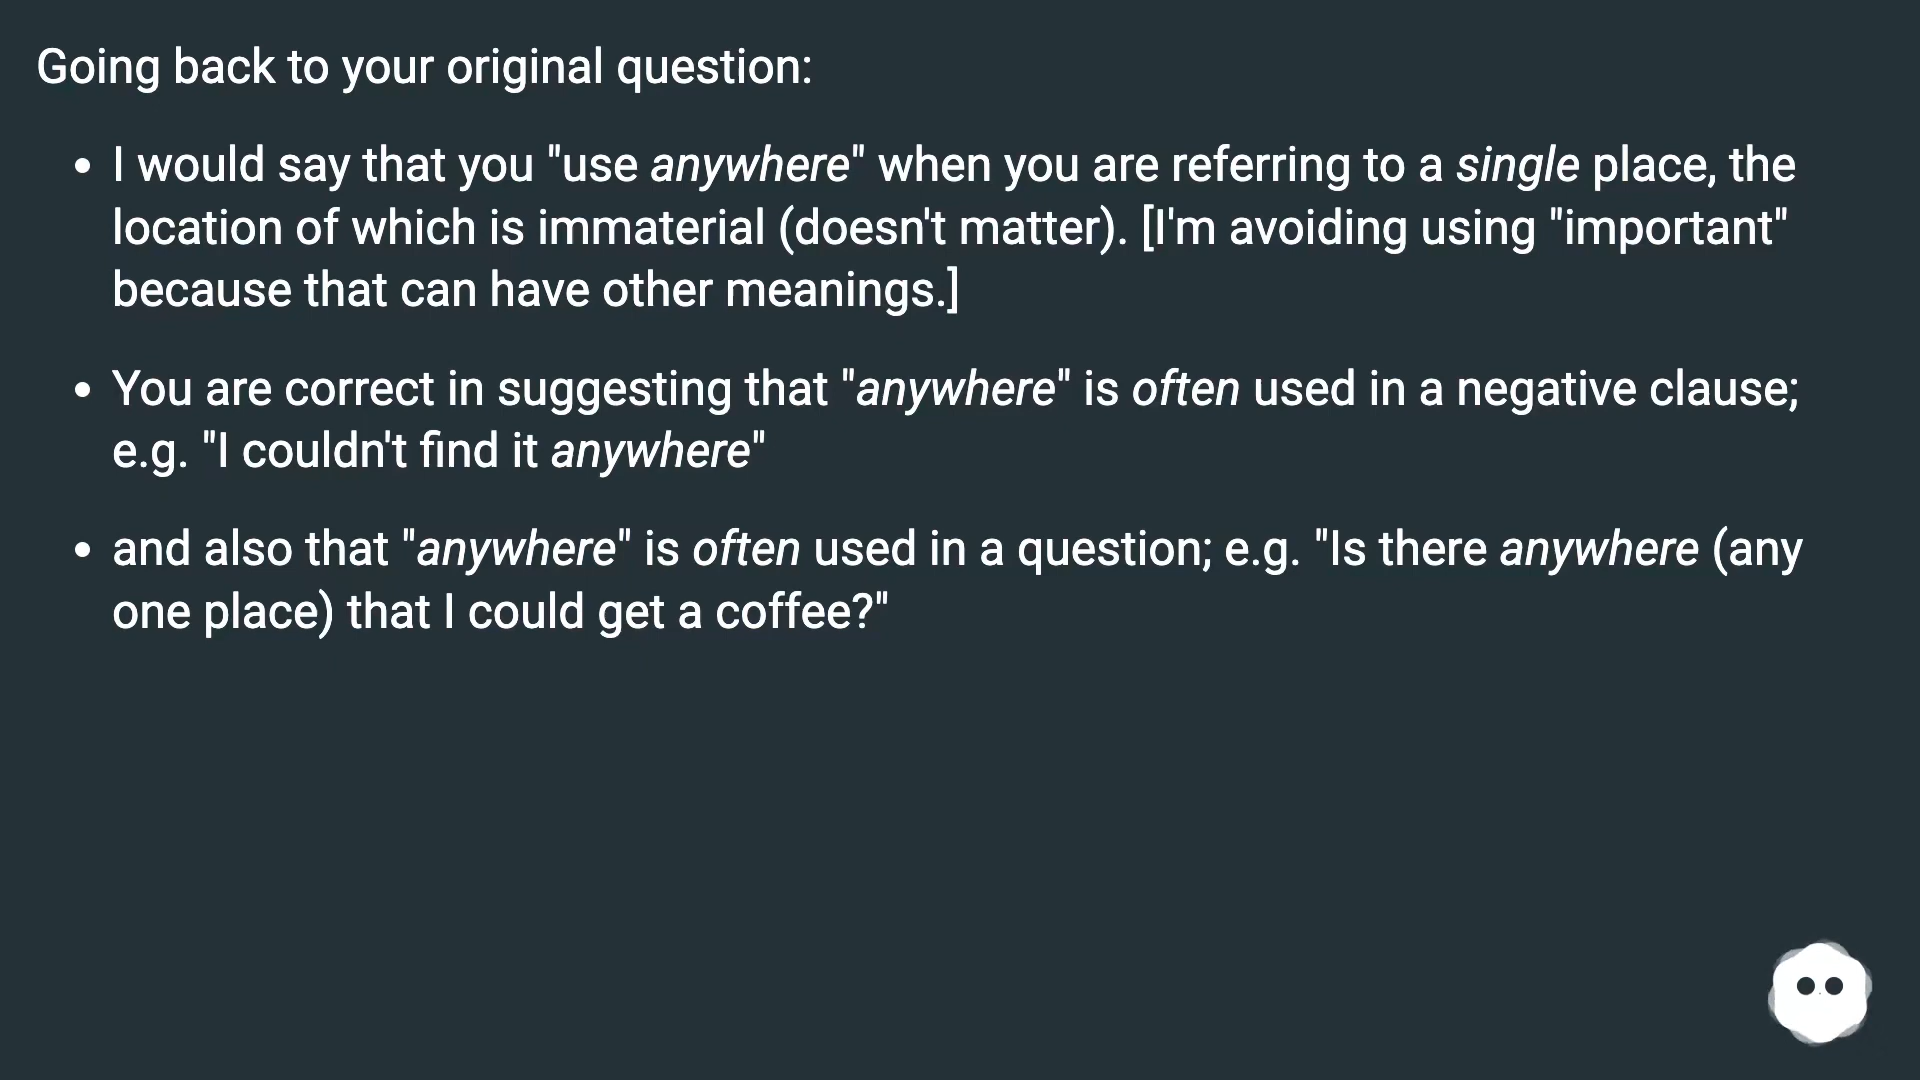 Going back to your original question:
• I would say that you "use anywhere" when you are referring to a single place, the
location of which is immaterial (doesn't matter). [I'm avoiding using "important"
because that can have other meanings.]
• You are correct in suggesting that "anywhere" is often used in a negative clause;
e.g. "I couldn't find it anywhere"
• and also that "anywhere" is often used in a question; e.g. "Is there anywhere (any
one place) that I could get a coffee?"